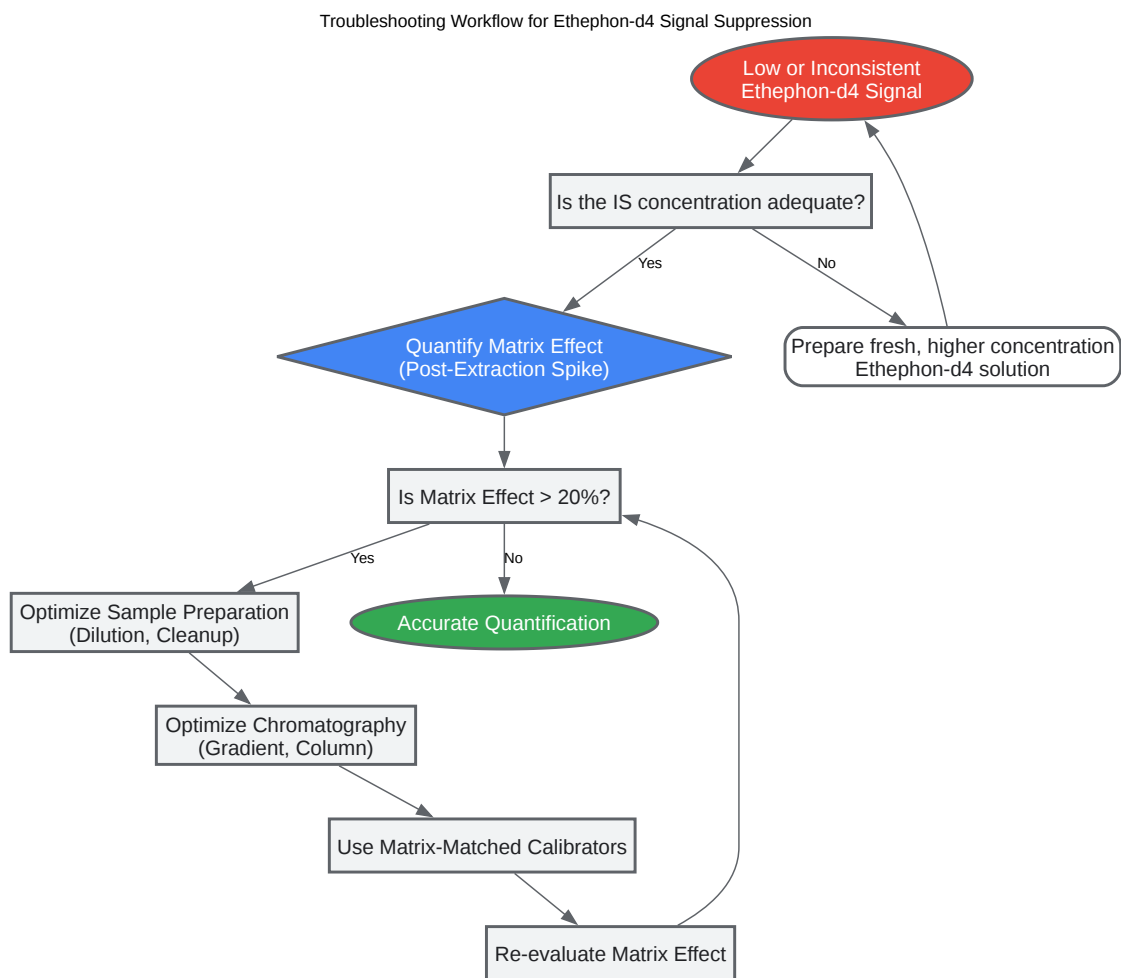 Troubleshooting Workflow for Ethephon-d4 Signal Suppression
Low or Inconsistent
Ethephon-d4 Signal
Is the IS concentration adequate?
Yes
No
Quantify Matrix Effect
(Post-Extraction Spike)
Prepare fresh, higher concentration
Ethephon-d4 solution
Is Matrix Effect > 20%?
Yes
No
Optimize Sample Preparation
(Dilution, Cleanup)
Accurate Quantification
Optimize Chromatography
(Gradient, Column)
Use Matrix-Matched Calibrators
Re-evaluate Matrix Effect